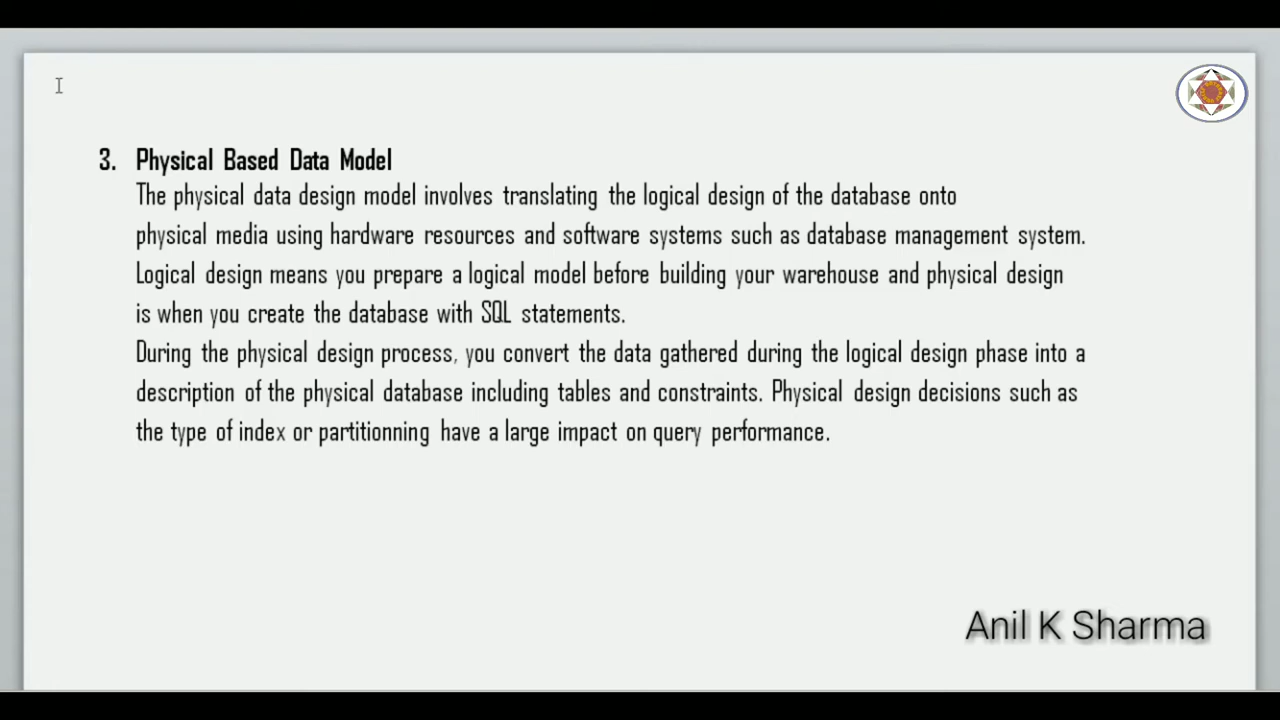 3. Physical Based Data Model
The physical data design model involves translating the logical design of the database onto
physical media using hardware resources and software systems such as database management system.
Logical design means you prepare a logical model before building your warehouse and physical design
is when you create the database with SQL statements.
During the physical design process, you convert the data gathered during the logical design phase into a
description of the physical database including tables and constraints. Physical design decisions such as
the type of index or partitionning have a large impact on query performance.
Anil K Sharma